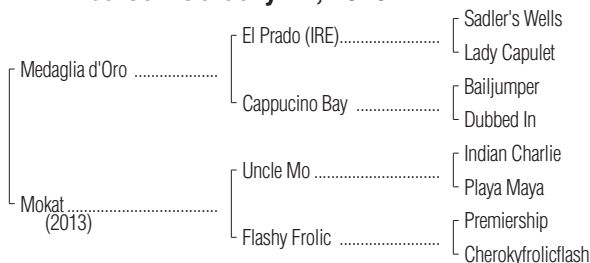 Sadler's Wells
El Prado (IRE)....................
Lady Capulet
Medaglia d'Oro ...................
Bailjumper
Cappucino Bay ...................
Dubbed In
Indian Charlie
Uncle Mo .............................
Playa Maya
Mokat..................................
(2013)
Premiership
Flashy Frolic .......................
Cherokyfrolicflash